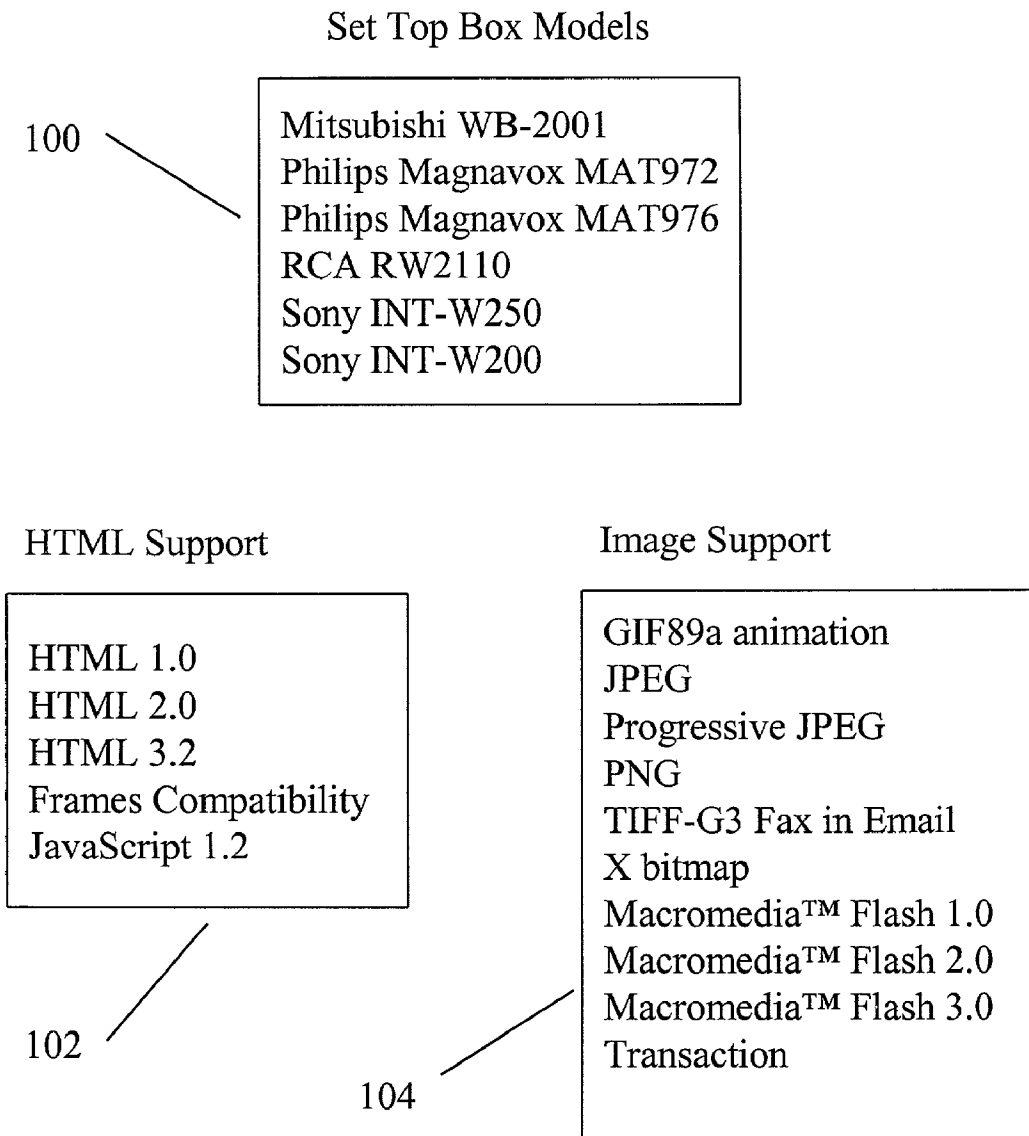 Set Top Box Models
100
Mitsubishi WB-2001
Philips Magnavox MAT972
Philips Magnavox MAT976
RCA RW2110
Sony INT-W250
Sony INT-W200
HTML Support
HTML 1.0
HTML 2.0
HTML 3.2
Frames Compatibility
JavaScript 1.2
102
Image Support
GIF89a animation
JPEG
Progressive JPEG
PNG
TIFF-G3 Fax in Email
X bitmap
Macromedia™ Flash 1.0
Macromedia™ Flash 2.0
Macromedia™ Flash 3.0
Transaction
104